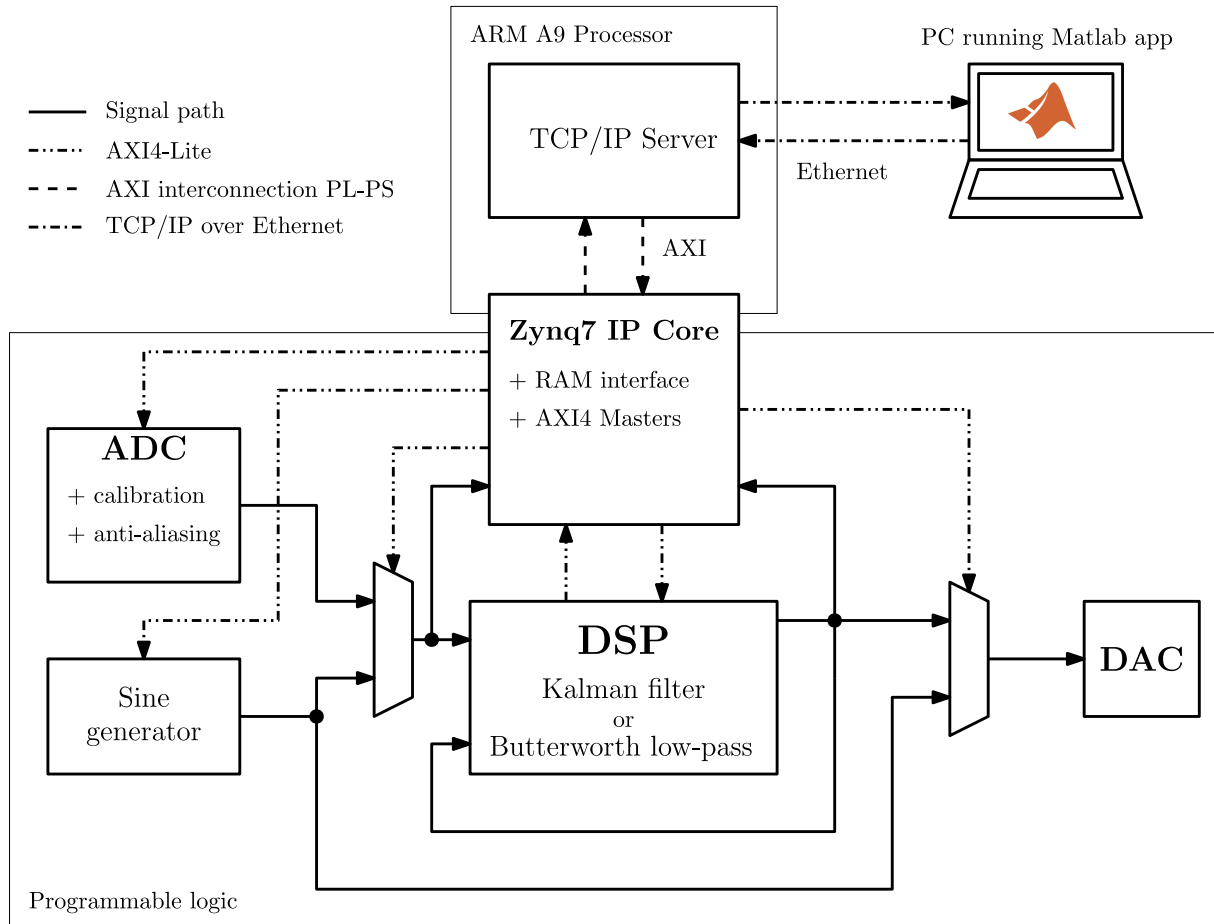 ARM A9 Processor
PC running Matlab app
Signal path
AXI4-Lite
AXI interconnection PL-PS
TCP/IP over Ethernet
TCP/IP Server
Ethernet
AXI
Zynq7 IP Core
+ RAM interface
+ AXI4 Masters
ADC
+ calibration
+ anti-aliasing
Sine
generator
DSP
Kalman filter
or
Butterworth low-pass
DAC
Programmable logic